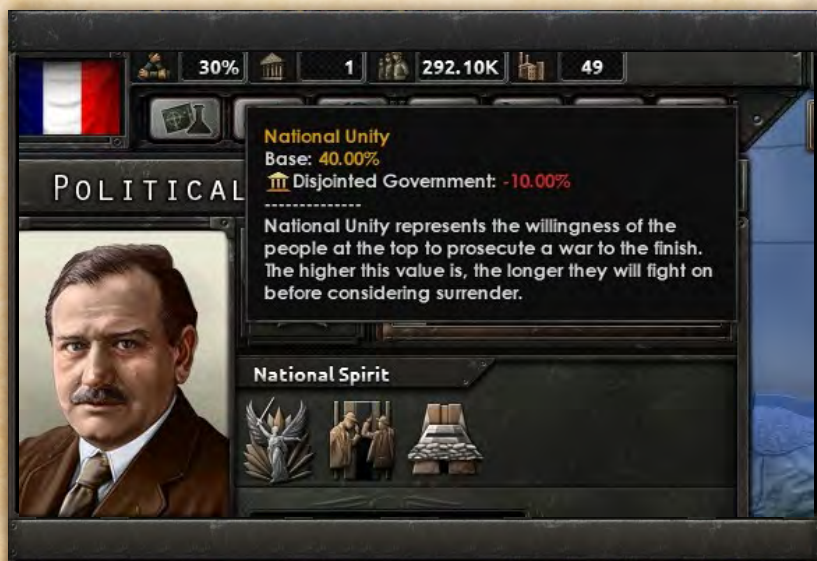 30% 1 292.10K 49
National Unity
Base: 40.00%
Disjointed Government: -10.00%
--------------
National Unity represents the willingness of the
people at the top to prosecute a war to the finish.
The higher this value is, the longer they will fight on
before considering surrender.
POLITICAL
National Spirit